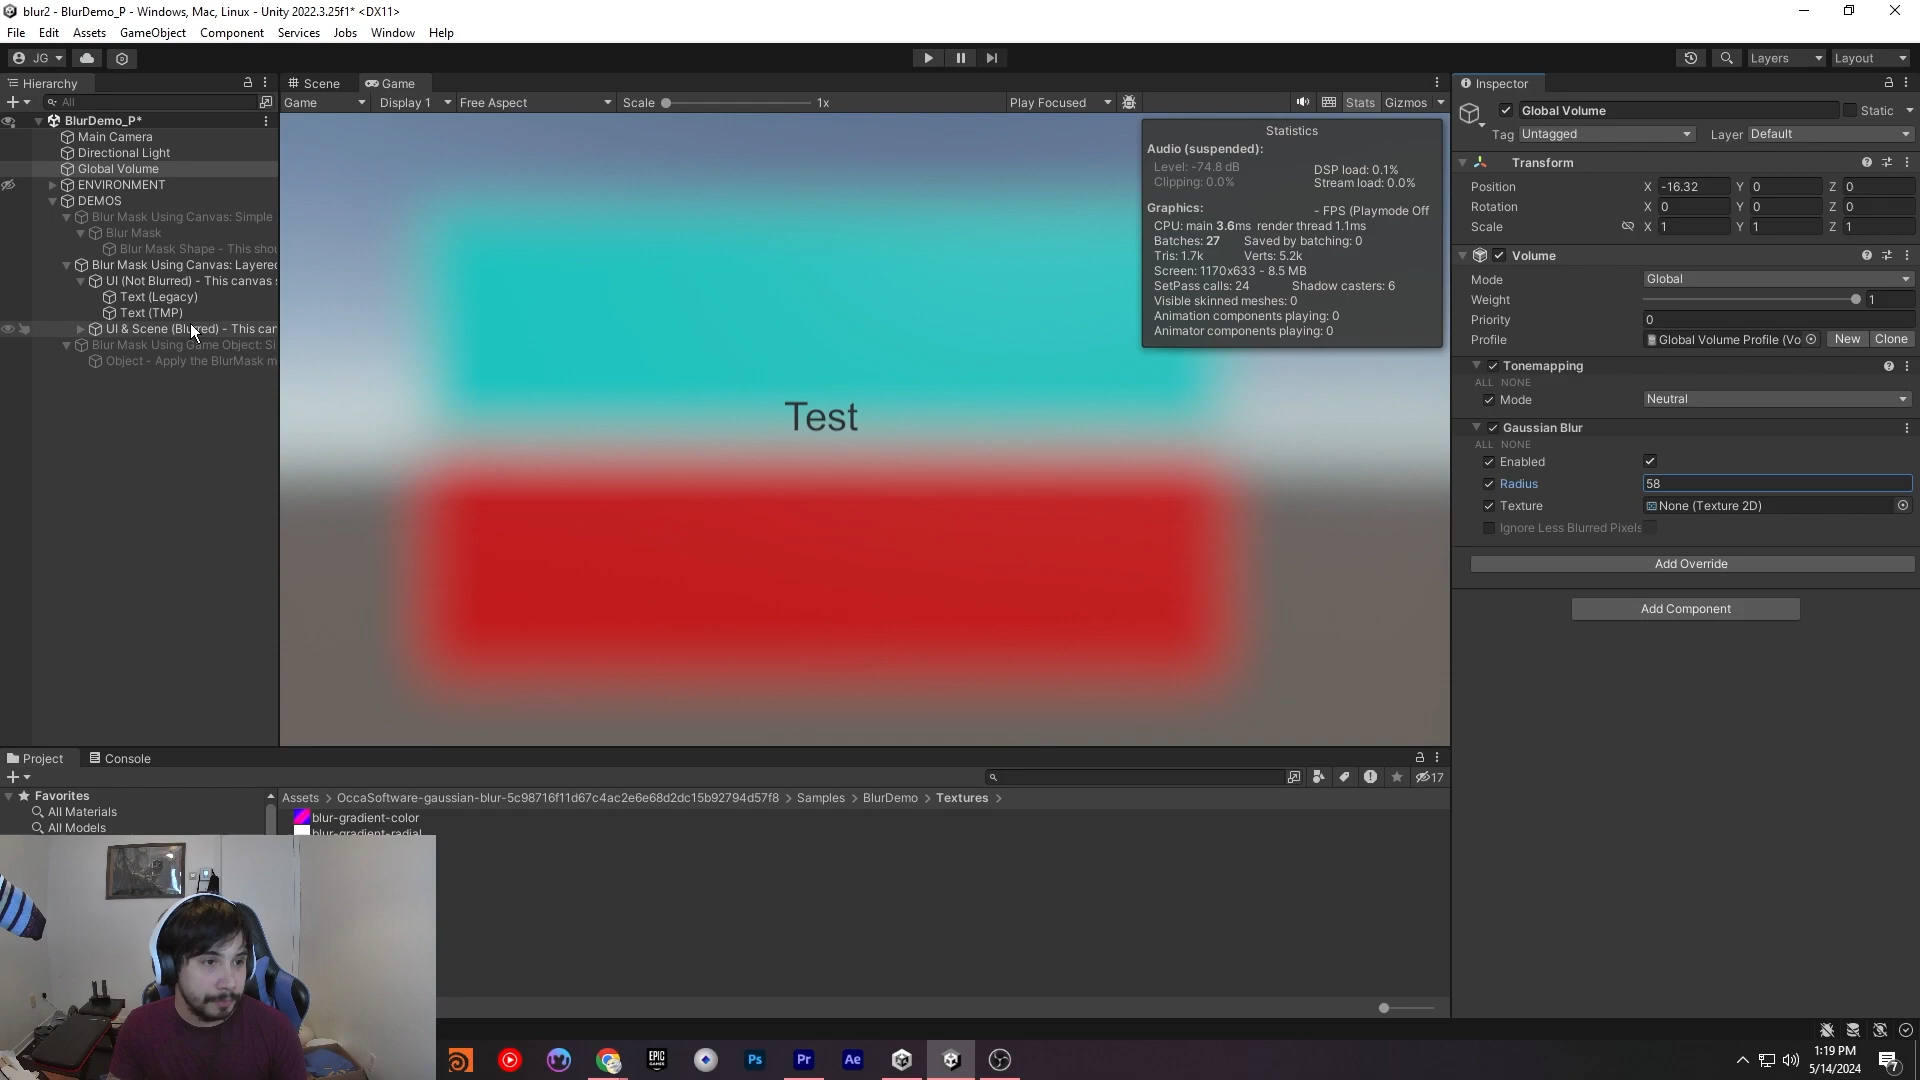 blur2 - BlurDemo_P - Windows, Mac, Linux - Unity 2022.3.25f1* <DX11>
File Edit Assets GameObject Component Services Jobs Window Help
JG Layers Layout
Hierarchy Scene Game Inspector
All Game Display 1 Free Aspect Scale 1x Play Focused Stats Gizmos
Global Volume Static
Tag Untagged Layer Default
BlurDemo_P*
Main Camera
Directional Light
Global Volume
ENVIRONMENT
DEMOS
Blur Mask Using Canvas: Simple
Blur Mask
Blur Mask Shape - This shou
Blur Mask Using Canvas: Layered
UI (Not Blurred) - This canvas
Text (Legacy)
Text (TMP)
UI & Scene (Blurred) - This can
Blur Mask Using Game Object: Si
Object - Apply the BlurMask m
Statistics
Audio (suspended):
Level: -74.8 dB DSP load: 0.1%
Clipping: 0.0% Stream load: 0.0%
Graphics: - FPS (Playmode Off
CPU: main 3.6ms render thread 1.1ms
Batches: 27 Saved by batching: 0
Tris: 1.7k Verts: 5.2k
Screen: 1170x633 - 8.5 MB
SetPass calls: 24 Shadow casters: 6
Visible skinned meshes: 0
Animation components playing: 0
Animator components playing: 0
Test
Transform
Position X -16.32 Y 0 Z 0
Rotation X 0 Y 0 Z 0
Scale X 1 Y 1 Z 1
Volume
Mode Global
Weight 1
Priority 0
Profile Global Volume Profile (Vo New Clone
Tonemapping
ALL NONE
Mode Neutral
Gaussian Blur
ALL NONE
Enabled
Radius 58
Texture None (Texture 2D)
Ignore Less Blurred Pixels
Add Override
Add Component
Project Console
17
Favorites
All Materials
All Models
Assets > OccaSoftware-gaussian-blur-5c98716f11d67c4ac2e6e68d2dc15b92794d57f8 > Samples > BlurDemo > Textures >
blur-gradient-color
blur-gradient-radial
EPIC GAMES Ps Pr Ae
1:19 PM
5/14/2024
7